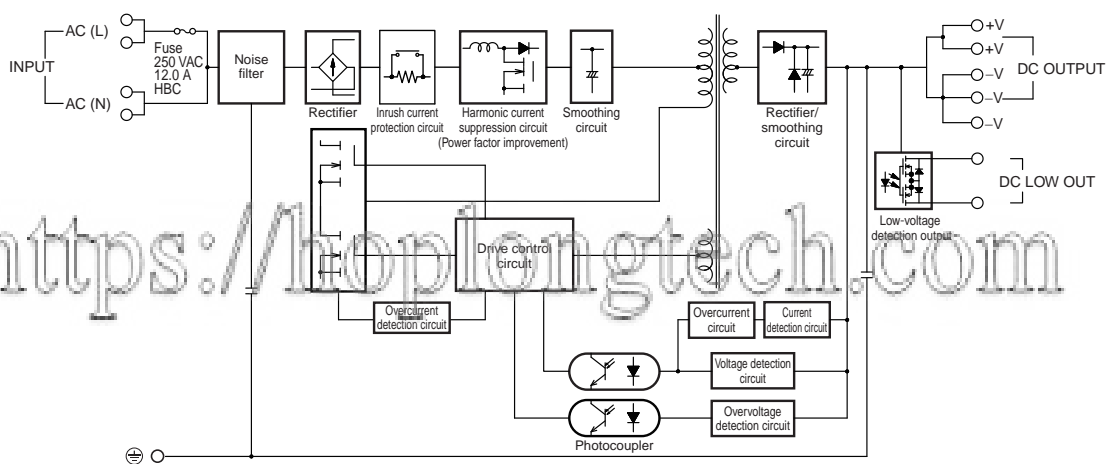 INPUT
AC (L)
AC (N)
Fuse
250 VAC
12.0 A
HBC
Noise
filter
Rectifier
Inrush current
protection circuit
Harmonic current
suppression circuit
(Power factor improvement)
Smoothing
circuit
Rectifier/
smoothing
circuit
+V
+V
−V
−V
−V
DC OUTPUT
DC LOW OUT
Low-voltage
detection output
Drive control
circuit
https://hoplongtech.com
Overcurrent
detection circuit
Overcurrent
circuit
Current
detection circuit
Voltage detection
circuit
Overvoltage
detection circuit
Photocoupler